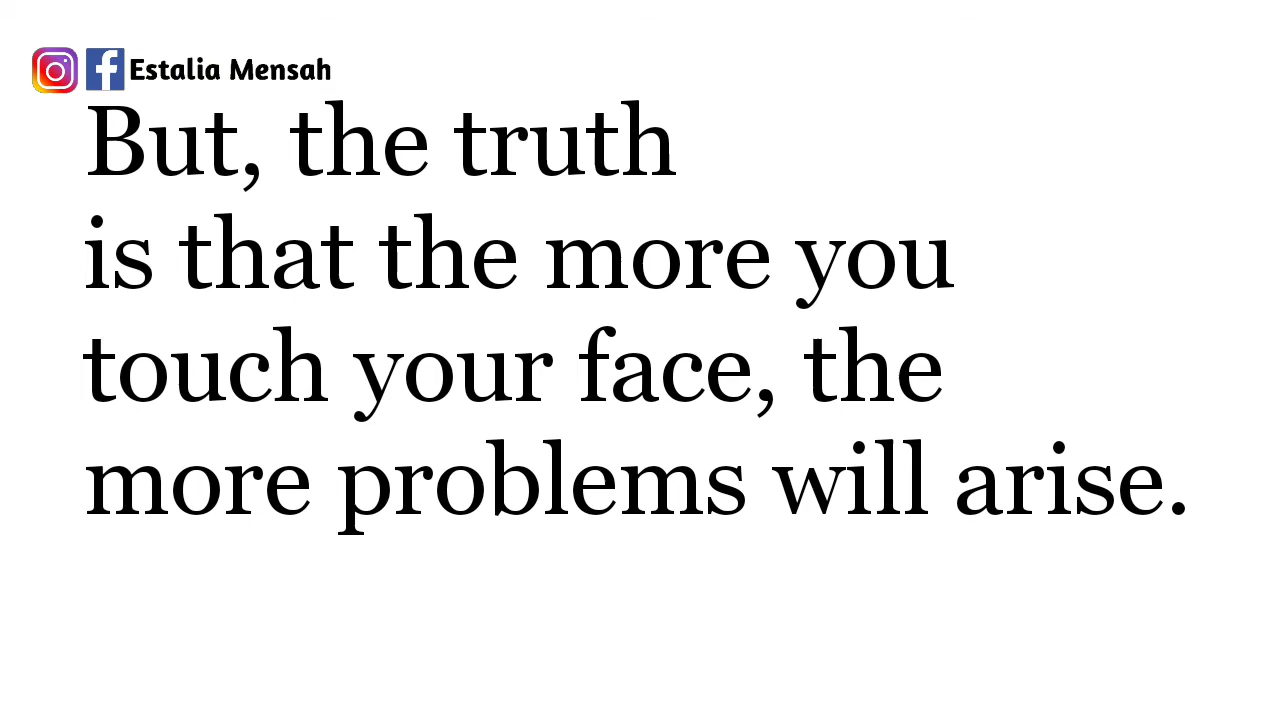 Estalia Mensah
But, the truth
is that the more you
touch your face, the
more problems will arise.